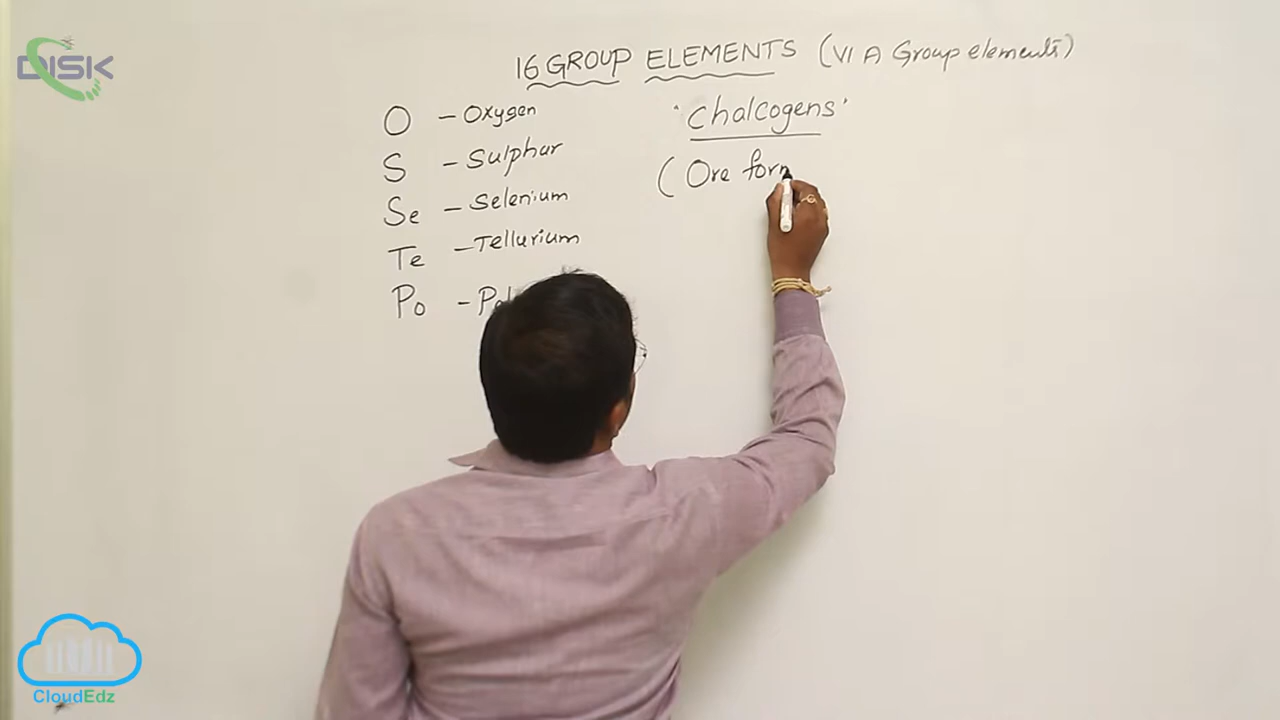 DISK
16 GROUP ELEMENTS (VI A Group elements)
O - Oxygen
'Chalcogens'
S - Sulphur
(Ore form
Se - Selenium
Te - Tellurium
Po -
CloudEdz